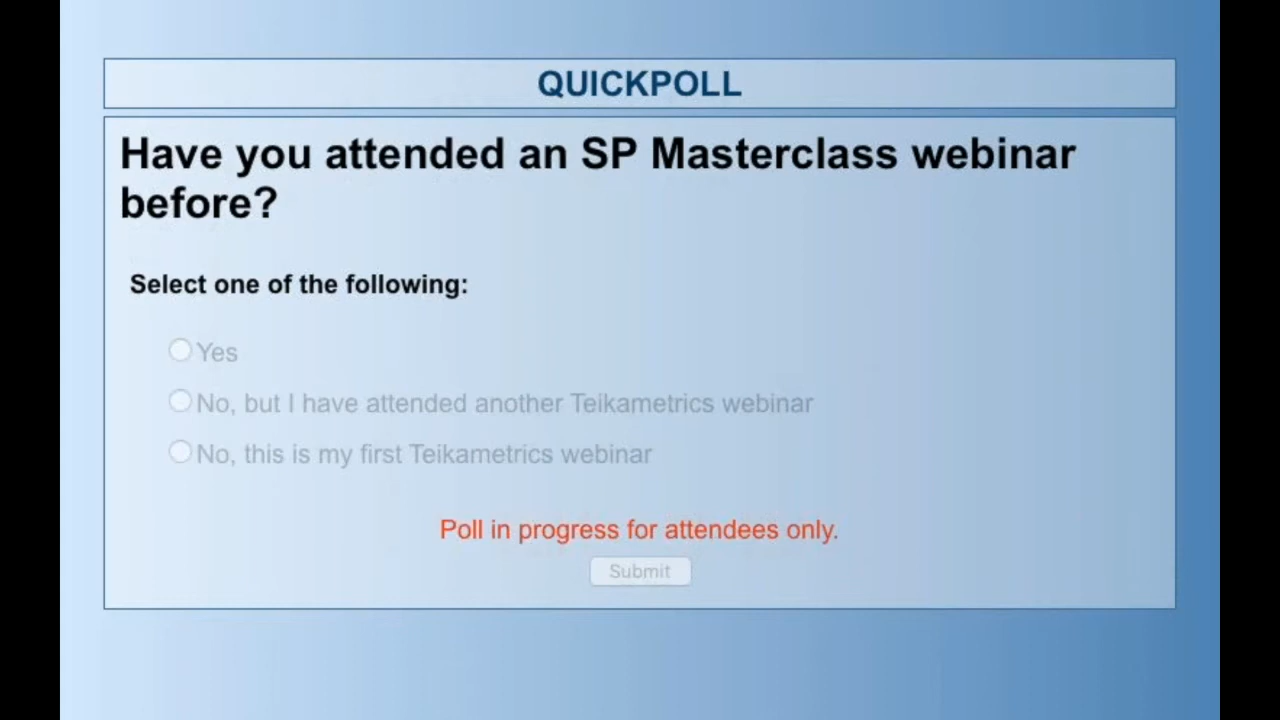 QUICKPOLL
Have you attended an SP Masterclass webinar
before?
Select one of the following:
Yes
No, but I have attended another Teikametrics webinar
No, this is my first Teikametrics webinar
Poll in progress for attendees only.
Submit